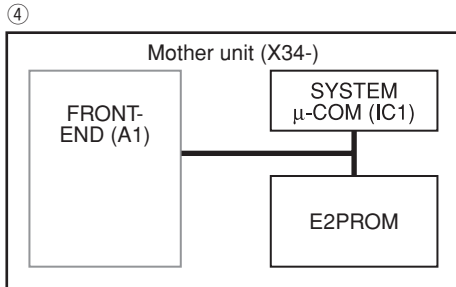 ④
Mother unit (X34-)
FRONT-
END (A1)
SYSTEM
μ-COM (IC1)
E2PROM